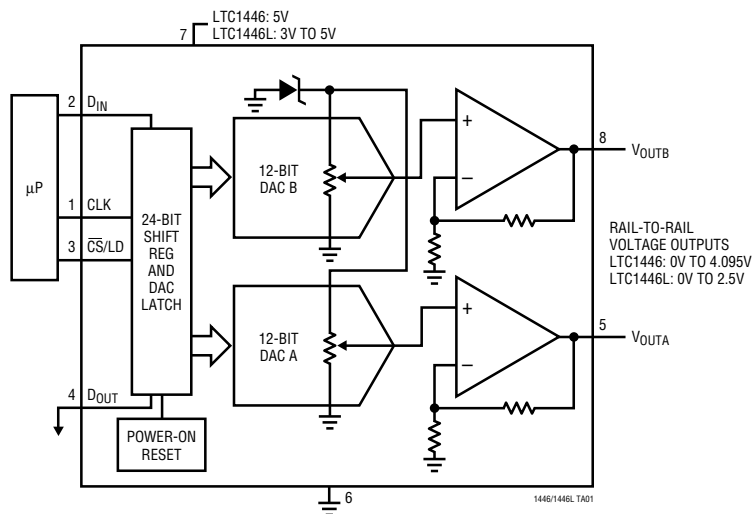 LTC1446: 5V
LTC1446L: 3V TO 5V
7
2 DIN
μP
1 CLK
3 CS/LD
24-BIT
SHIFT
REG
AND
DAC
LATCH
12-BIT
DAC B
+
−
8 VOUTB
RAIL-TO-RAIL
VOLTAGE OUTPUTS
LTC1446: 0V TO 4.095V
LTC1446L: 0V TO 2.5V
12-BIT
DAC A
+
−
5 VOUTA
4 DOUT
POWER-ON
RESET
6
1446/1446L TA01